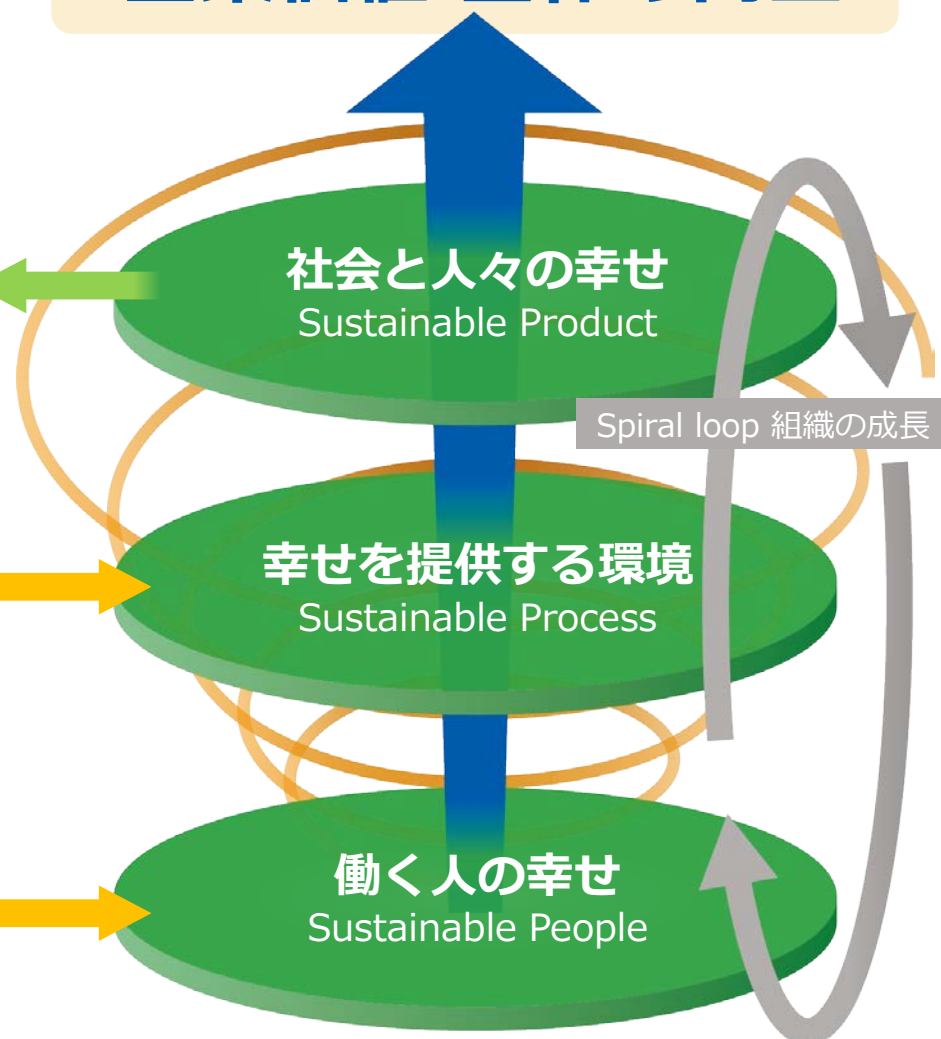 社会と人々の幸せ
Sustainable Product
Spiral loop 組織の成長
幸せを提供する環境
Sustainable Process
働く人の幸せ
Sustainable People